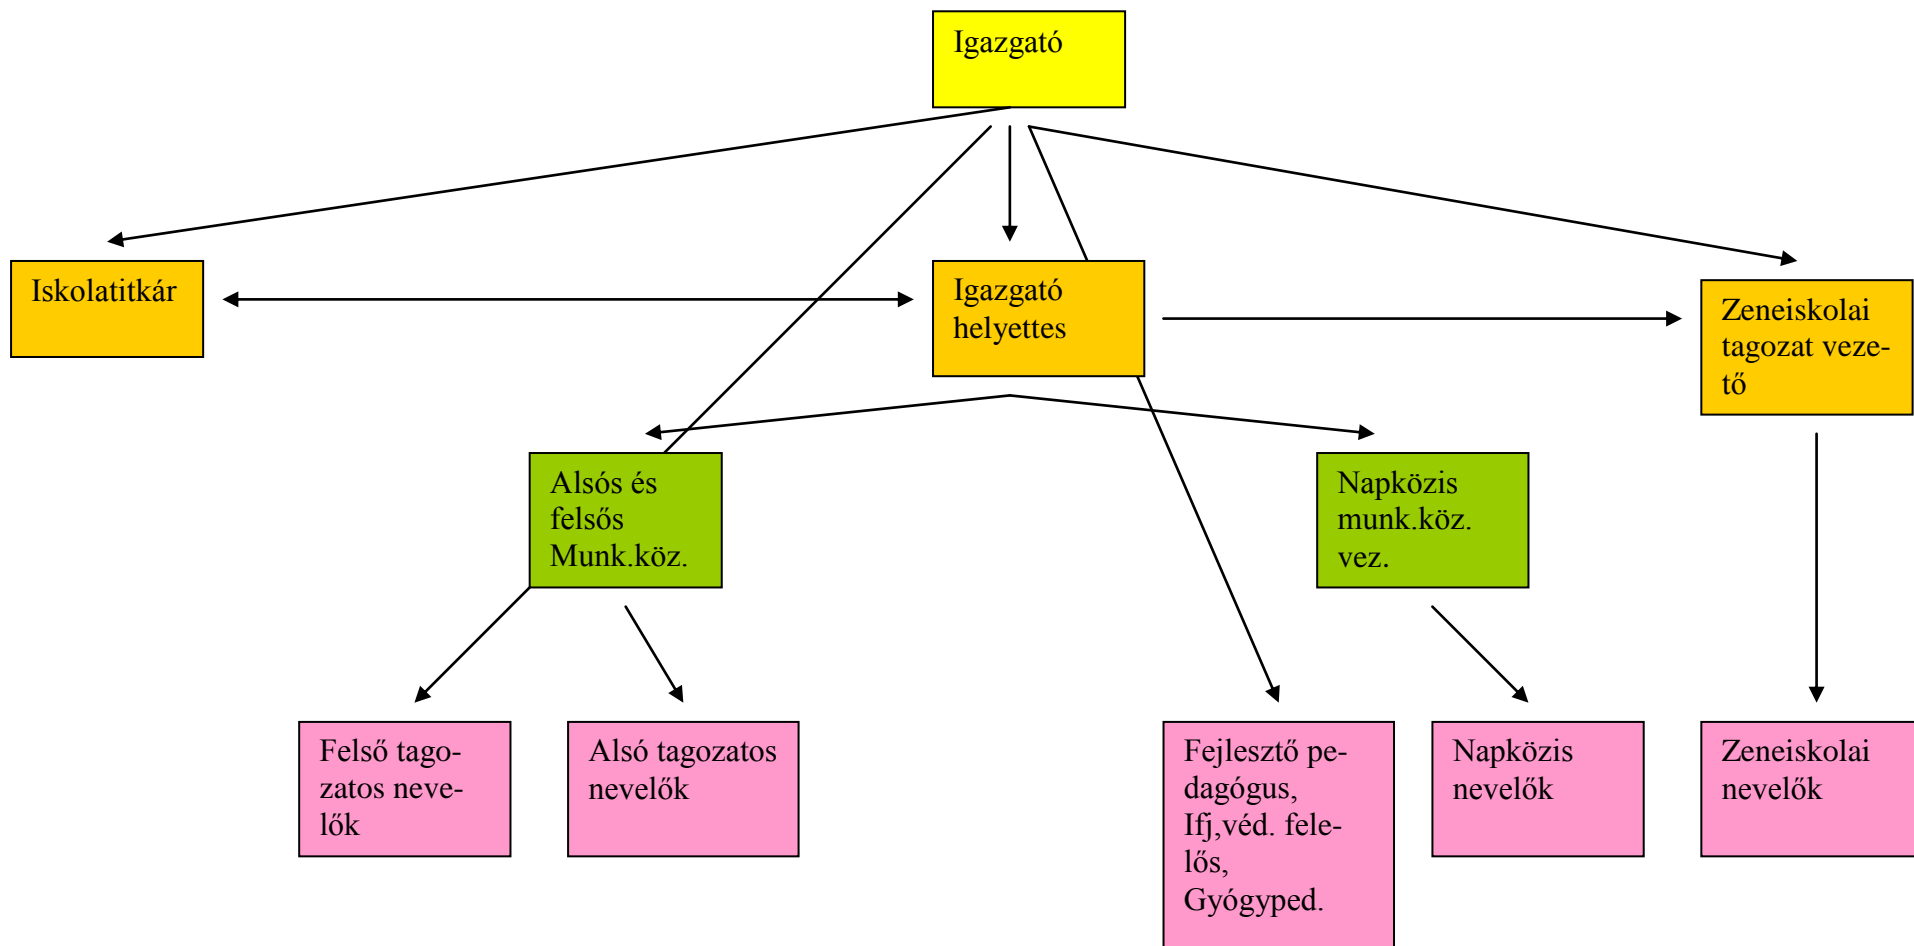 Igazgató
Iskolatitkár
Igazgató
helyettes
Zeneiskolai
tagozat veze-
tő
Alsós és
felsős
Munk.köz.
Napközis
munk.köz.
vez.
Felső tago-
zatos neve-
lők
Alsó tagozatos
nevelők
Fejlesztő pe-
dagógus,
Ifj,véd. fele-
lős,
Gyógyped.
Napközis
nevelők
Zeneiskolai
nevelők